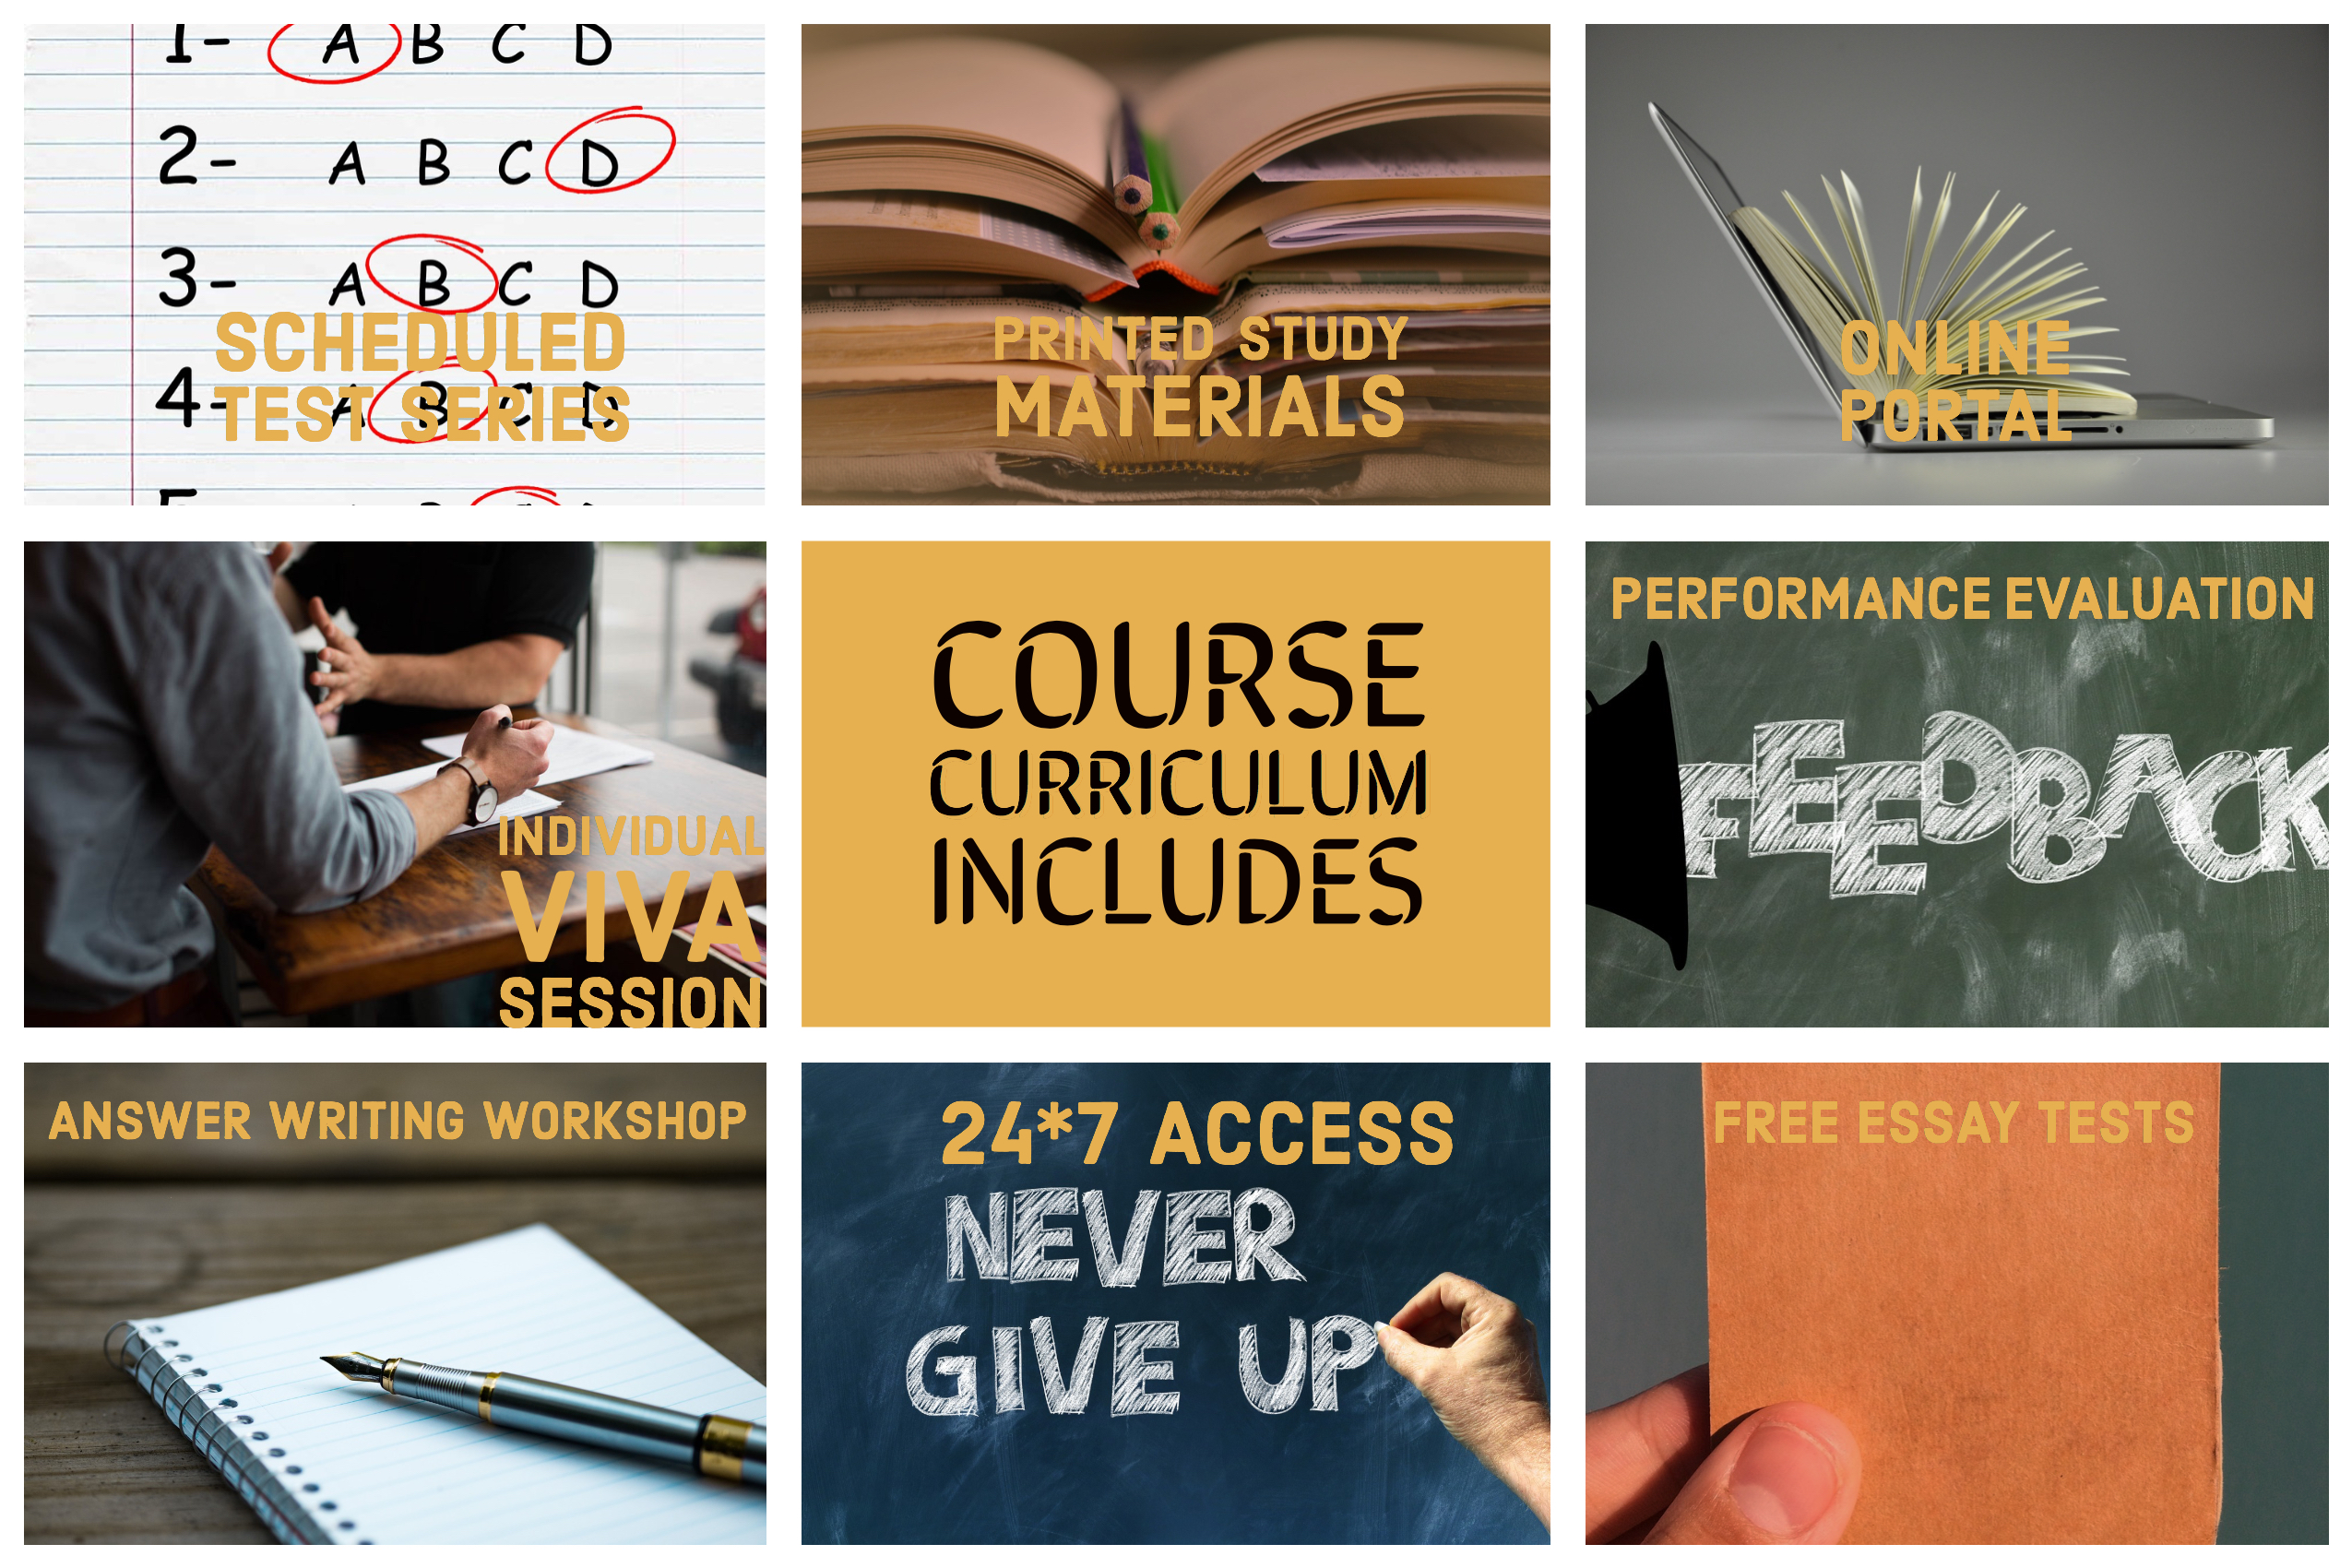 1- A B C D
2- A B C D
3- A B C D
SCHEDULED
4- A B C D
TEST SERIES
PRINTED STUDY
MATERIALS
ONLINE
PORTAL
INDIVIDUAL
VIVA
SESSION
COURSE
CURRICULUM
INCLUDES
PERFORMANCE EVALUATION
FEEDBACK
ANSWER WRITING WORKSHOP
24*7 ACCESS
NEVER
GIVE UP
FREE ESSAY TESTS